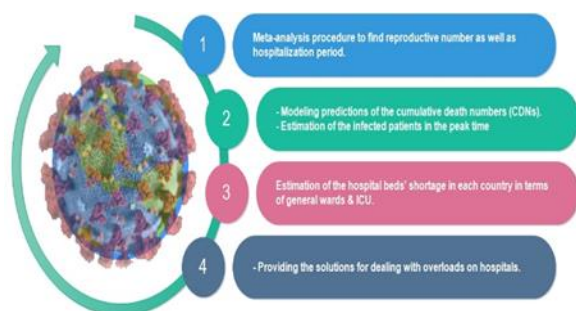 1
Meta-analysis procedure to find reproductive number as well as
hospitalization period.
2
- Modeling predictions of the cumulative death numbers (CDNs).
- Estimation of the infected patients in the peak time
3
Estimation of the hospital beds' shortage in each country in terms
of general wards & ICU.
4
- Providing the solutions for dealing with overloads on hospitals.